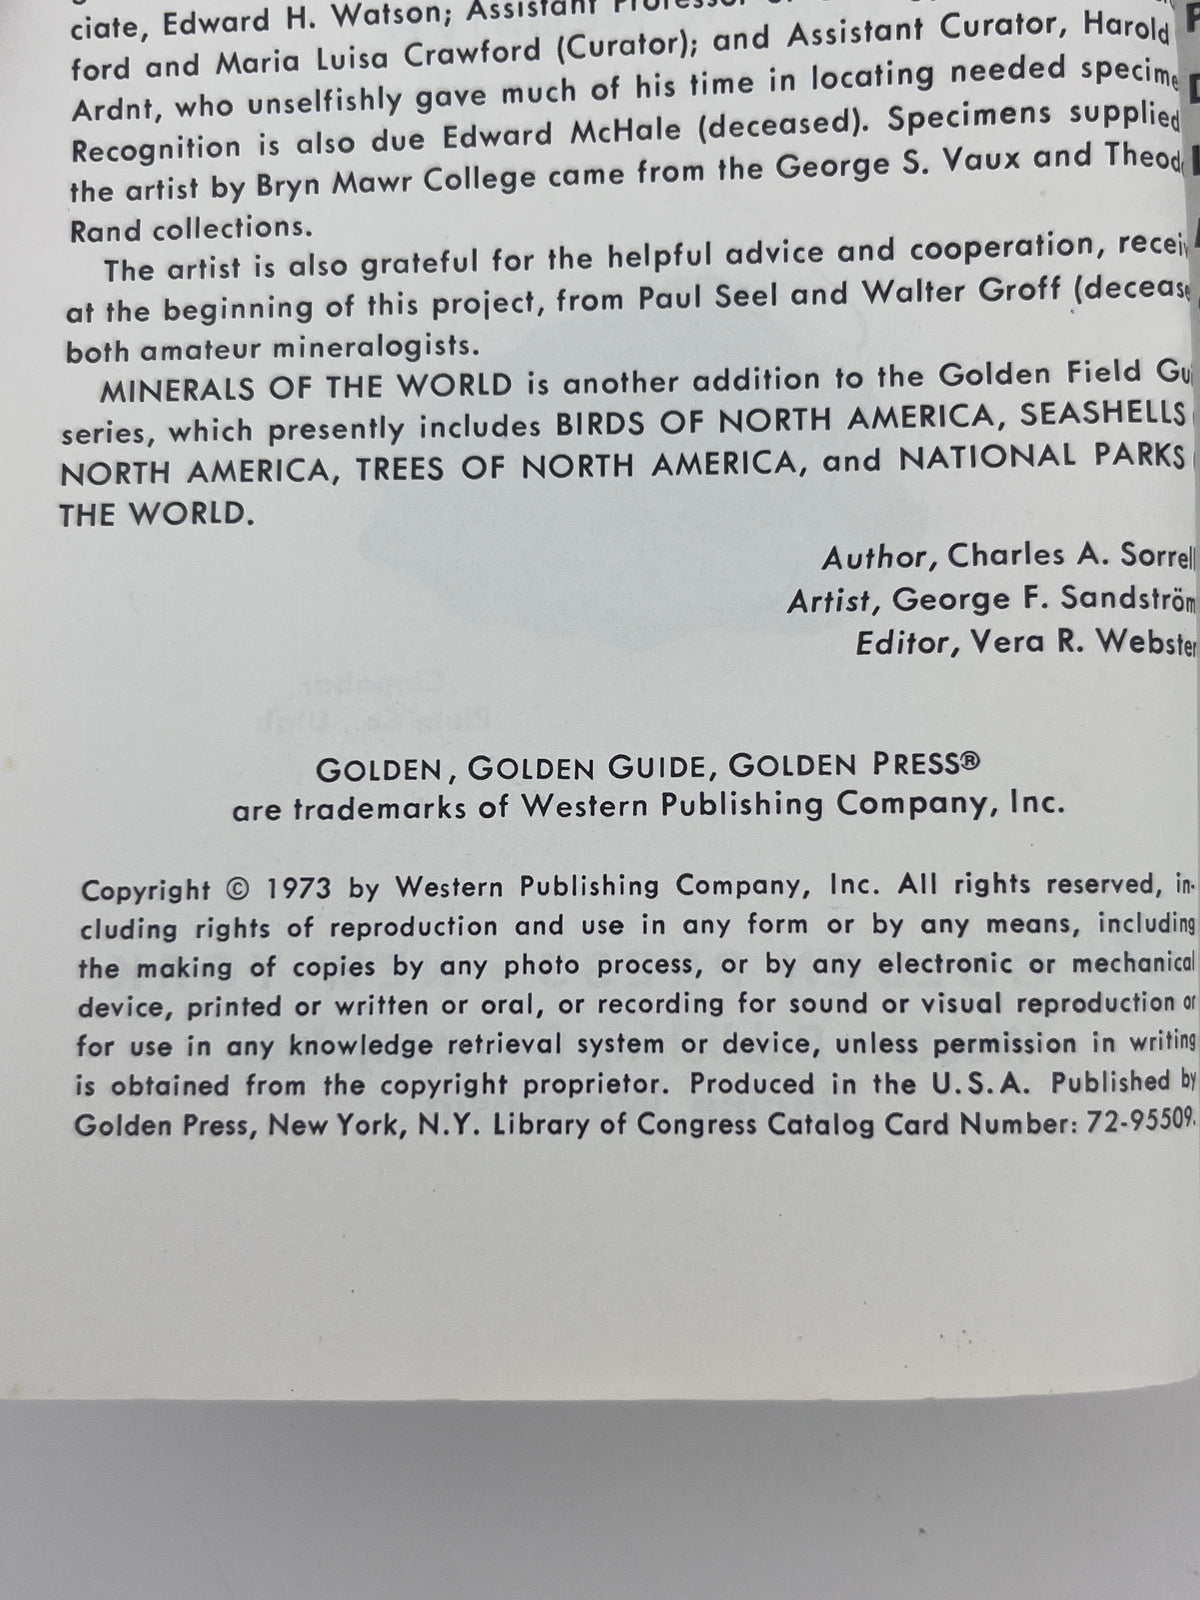 ciate, Edward H. Watson; Assistant Professor
ford and Maria Luisa Crawford (Curator); and Assistant Curator, Harold
Ardnt, who unselfishly gave much of his time in locating needed specim
Recognition is also due Edward McHale (deceased). Specimens supplied
the artist by Bryn Mawr College came from the George S. Vaux and Theod
Rand collections.
The artist is also grateful for the helpful advice and cooperation, recei
at the beginning of this project, from Paul Seel and Walter Groff (decease
both amateur mineralogists.
MINERALS OF THE WORLD is another addition to the Golden Field Gu
series, which presently includes BIRDS OF NORTH AMERICA, SEASHELLS
NORTH AMERICA, TREES OF NORTH AMERICA, and NATIONAL PARKS
THE WORLD.
Author, Charles A. Sorrell
Artist, George F. Sandström
Editor, Vera R. Webster
GOLDEN, GOLDEN GUIDE, GOLDEN PRESS®
are trademarks of Western Publishing Company, Inc.
Copyright © 1973 by Western Publishing Company, Inc. All rights reserved, in-
cluding rights of reproduction and use in any form or by any means, including
the making of copies by any photo process, or by any electronic or mechanical
device, printed or written or oral, or recording for sound or visual reproduction or
for use in any knowledge retrieval system or device, unless permission in writing
is obtained from the copyright proprietor. Produced in the U.S.A. Published by
Golden Press, New York, N.Y. Library of Congress Catalog Card Number: 72-95509.